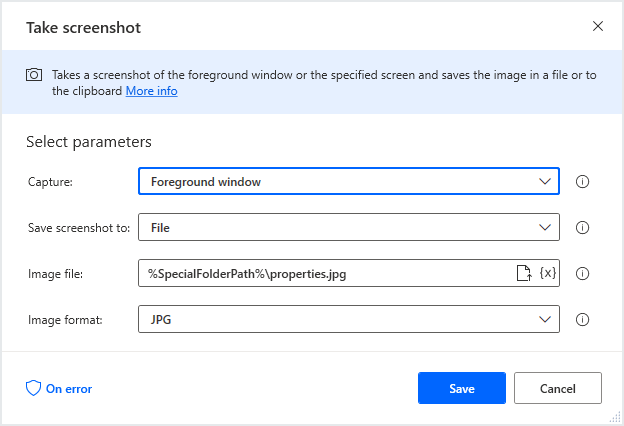 Take screenshot
Takes a screenshot of the foreground window or the specified screen and saves the image in a file or to
the clipboard More info
Select parameters
Capture: Foreground window
Save screenshot to: File
Image file: %SpecialFolderPath%\properties.jpg {x}
Image format: JPG
On error Save Cancel